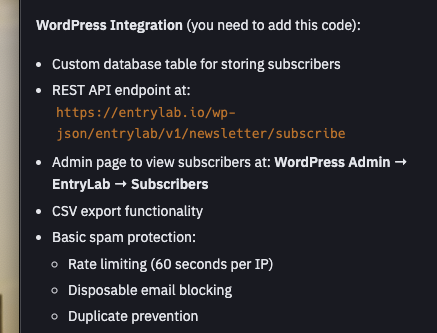 WordPress Integration (you need to add this code):
• Custom database table for storing subscribers
• REST API endpoint at:
https://entrylab.io/wp-
json/entrylab/v1/newsletter/subscribe
• Admin page to view subscribers at: WordPress Admin →
EntryLab → Subscribers
• CSV export functionality
• Basic spam protection:
◦ Rate limiting (60 seconds per IP)
◦ Disposable email blocking
◦ Duplicate prevention